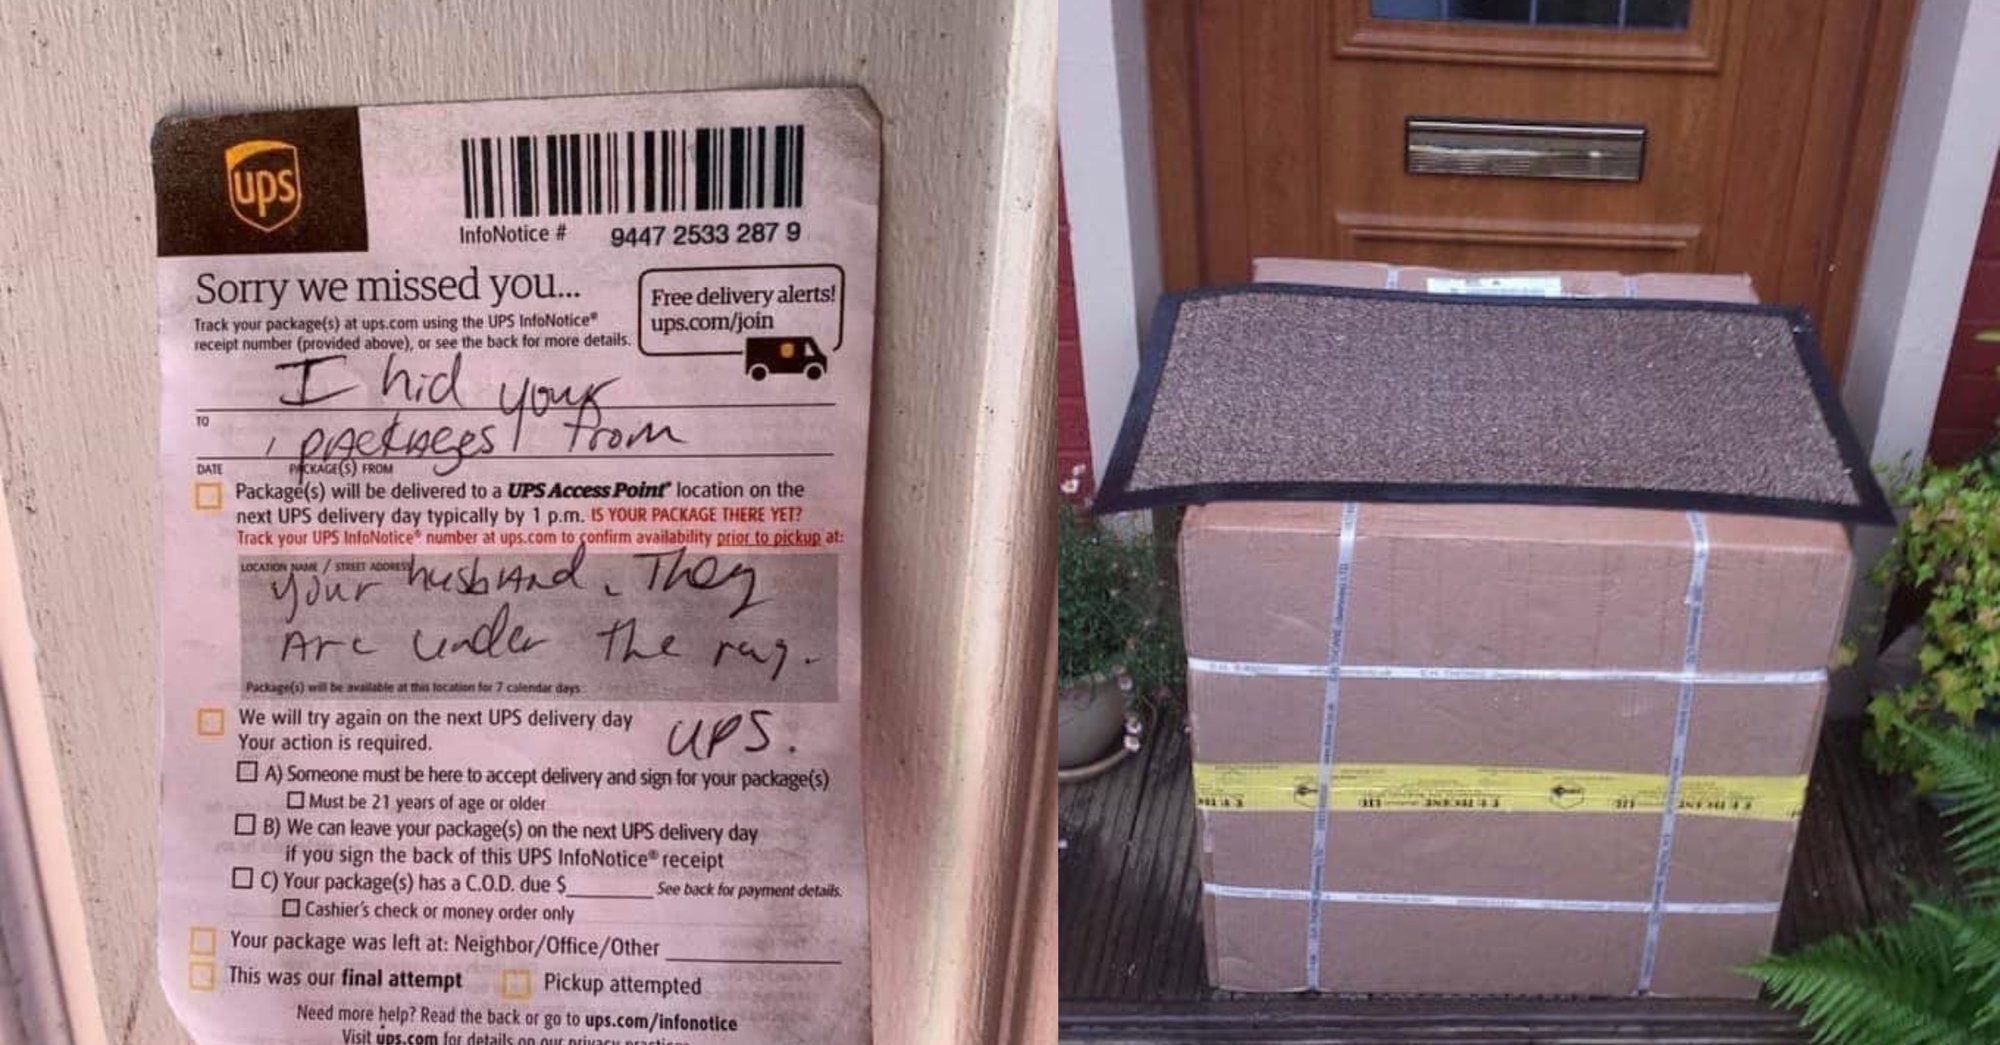 ups
InfoNotice # 9447 2533 287 9
Sorry we missed you...
Track your package(s) at ups.com using the UPS InfoNotice®
receipt number (provided above), or see the back for more details.
Free delivery alerts!
ups.com/join
I hid your
TO
packages from
DATE PACKAGE(S) FROM
Package(s) will be delivered to a UPS Access Point® location on the
next UPS delivery day typically by 1 p.m. IS YOUR PACKAGE THERE YET?
Track your UPS InfoNotice® number at ups.com to confirm availability prior to pickup at:
LOCATION NAME / STREET ADDRESS
your husband. They
Are under the rug.
Package(s) will be available at this location for 7 calendar days
We will try again on the next UPS delivery day
Your action is required.
UPS.
A) Someone must be here to accept delivery and sign for your package(s)
Must be 21 years of age or older
B) We can leave your package(s) on the next UPS delivery day
if you sign the back of this UPS InfoNotice® receipt
C) Your package(s) has a C.O.D. due $ See back for payment details.
Cashier's check or money order only
Your package was left at: Neighbor/Office/Other
This was our final attempt Pickup attempted
Need more help? Read the back or go to ups.com/infonotice
Visit ups.com for details on our privacy